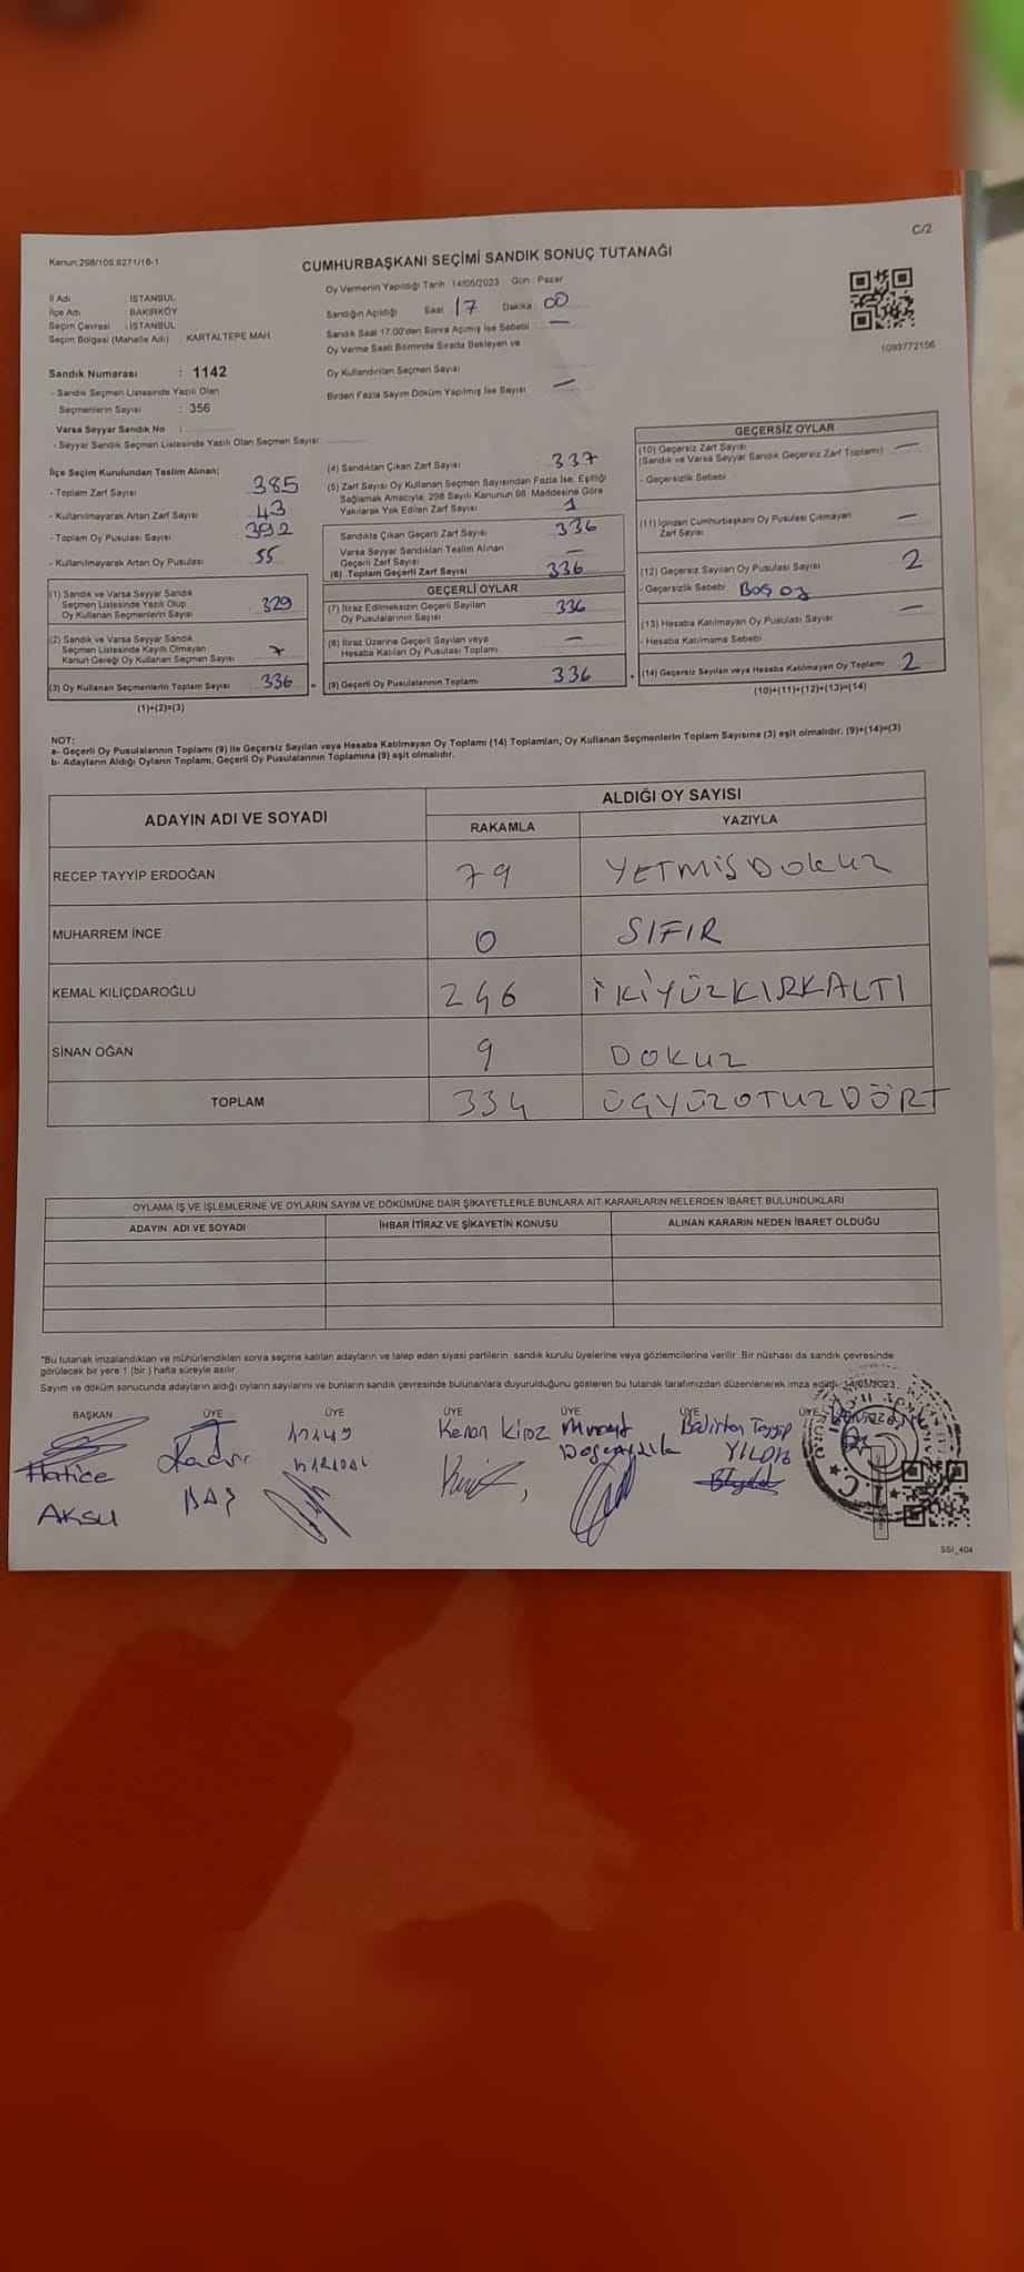 C/2
Kanun:298/105,6271/16-1
CUMHURBAŞKANI SEÇİMİ SANDIK SONUÇ TUTANAĞI
İl Adı : İSTANBUL
İlçe Adı : BAKIRKÖY
Seçim Çevresi : İSTANBUL
Seçim Bölgesi (Mahalle Adı) KARTALTEPE MAH.
Oy Vermenin Yapıldığı Tarih 14/05/2023 Gün : Pazar
Sandığın Açıldığı Saat 17 Dakika 00
Sandık Saat 17.00'den Sonra Açılmış İse Sebebi —
Oy Verme Saati Bitiminde Sırada Bekleyen ve
Oy Kullandırılan Seçmen Sayısı
Birden Fazla Sayım Döküm Yapılmış İse Sayısı —
1093772156
Sandık Numarası : 1142
- Sandık Seçmen Listesinde Yazılı Olan
Seçmenlerin Sayısı : 356
Varsa Seyyar Sandık No :
- Seyyar Sandık Seçmen Listesinde Yazılı Olan Seçmen Sayısı:
İlçe Seçim Kurulundan Teslim Alınan;
- Toplam Zarf Sayısı 385
- Kullanılmayarak Artan Zarf Sayısı 43
- Toplam Oy Pusulası Sayısı 392
- Kullanılmayarak Artan Oy Pusulası 55
(1) Sandık ve Varsa Seyyar Sandık
Seçmen Listesinde Yazılı Olup
Oy Kullanan Seçmenlerin Sayısı 329
(2) Sandık ve Varsa Seyyar Sandık
Seçmen Listesinde Kayıtlı Olmayan
Kanun Gereği Oy Kullanan Seçmen Sayısı 7
(3) Oy Kullanan Seçmenlerin Toplam Sayısı 336
(1)+(2)=(3)
(4) Sandıktan Çıkan Zarf Sayısı 337
(5) Zarf Sayısı Oy Kullanan Seçmen Sayısından Fazla İse, Eşitliği
Sağlamak Amacıyla, 298 Sayılı Kanunun 98. Maddesine Göre
Yakılarak Yok Edilen Zarf Sayısı 1
Sandıkta Çıkan Geçerli Zarf Sayısı 336
Varsa Seyyar Sandıktan Teslim Alınan
Geçerli Zarf Sayısı —
(6) Toplam Geçerli Zarf Sayısı 336
GEÇERLİ OYLAR
(7) İtiraz Edilmeksizin Geçerli Sayılan
Oy Pusulalarının Sayısı 336
(8) İtiraz Üzerine Geçerli Sayılan veya
Hesaba Katılan Oy Pusulası Toplamı —
(9) Geçerli Oy Pusulalarının Toplamı 336
GEÇERSİZ OYLAR
(10) Geçersiz Zarf Sayısı
(Sandık ve Varsa Seyyar Sandık Geçersiz Zarf Toplamı) —
- Geçersizlik Sebebi
(11) İçinden Cumhurbaşkanı Oy Pusulası Çıkmayan
Zarf Sayısı —
(12) Geçersiz Sayılan Oy Pusulası Sayısı 2
- Geçersizlik Sebebi Boş oy
(13) Hesaba Katılmayan Oy Pusulası Sayısı —
- Hesaba Katılmama Sebebi
(14) Geçersiz Sayılan veya Hesaba Katılmayan Oy Toplamı 2
(10)+(11)+(12)+(13)=(14)
NOT:
a- Geçerli Oy Pusulalarının Toplamı (9) ile Geçersiz Sayılan veya Hesaba Katılmayan Oy Toplamı (14) Toplamları, Oy Kullanan Seçmenlerin Toplam Sayısına (3) eşit olmalıdır. (9)+(14)=(3)
b- Adayların Aldığı Oyların Toplamı, Geçerli Oy Pusulalarının Toplamına (9) eşit olmalıdır.
ADAYIN ADI VE SOYADI
ALDIĞI OY SAYISI
RAKAMLA YAZIYLA
RECEP TAYYİP ERDOĞAN 79 YETMİŞ DOKUZ
MUHARREM İNCE 0 SIFIR
KEMAL KILIÇDAROĞLU 246 İKİYÜZKIRKALTI
SİNAN OĞAN 9 DOKUZ
TOPLAM 334 ÜÇYÜZOTUZDÖRT
OYLAMA İŞ VE İŞLEMLERİNE VE OYLARIN SAYIM VE DÖKÜMÜNE DAİR ŞİKAYETLERLE BUNLARA AİT KARARLARIN NELERDEN İBARET BULUNDUKLARI
ADAYIN ADI VE SOYADI İHBAR İTİRAZ VE ŞİKAYETİN KONUSU ALINAN KARARIN NEDEN İBARET OLDUĞU
*Bu tutanak imzalandıktan ve mühürlendikten sonra seçime katılan adayların ve talep eden siyasi partilerin sandık kurulu üyelerine veya gözlemcilerine verilir. Bir nüshası da sandık çevresinde
görülecek bir yere 1 (bir) hafta süreyle asılır.
Sayım ve döküm sonucunda adayların aldığı oyların sayılarını ve bunların sandık çevresinde bulunanlara duyurulduğunu gösteren bu tutanak tarafımızdan düzenlenerek imza edildi. 14/05/2023
BAŞKAN ÜYE ÜYE ÜYE ÜYE ÜYE ÜYE
Hatice
AKSU
Kadir
BAŞ
Kenan Kiraz
YILDIZ
SSI_404